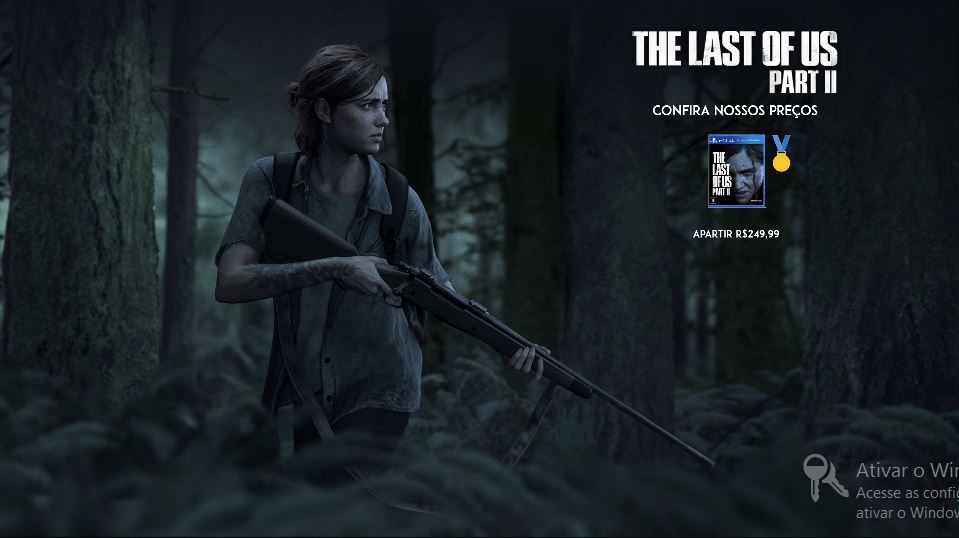 THE LAST OF US
PART II
CONFIRA NOSSOS PREÇOS
THE
LAST
OF US
PART II
APARTIR R$249,99
Ativar o Win
Acesse as config
ativar o Window